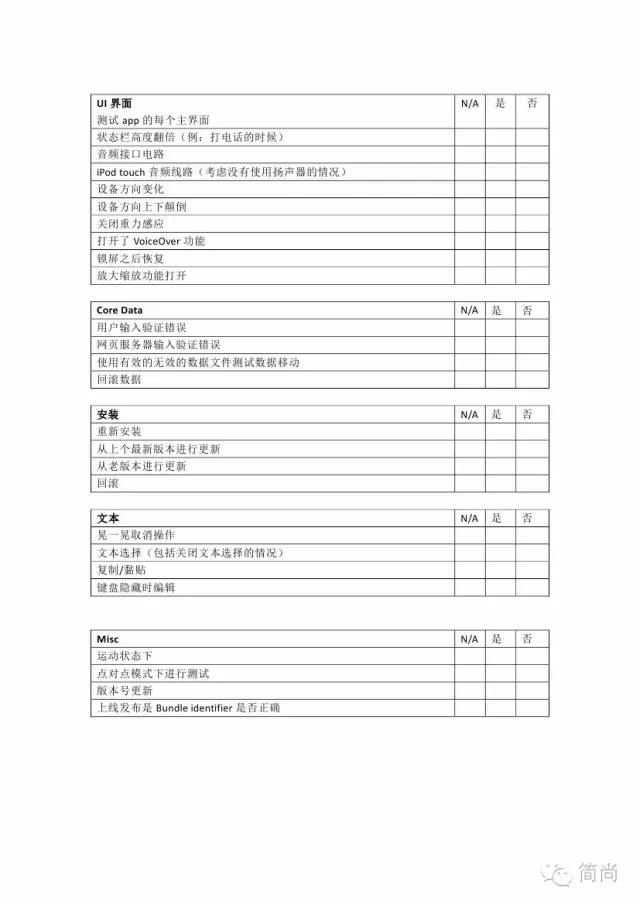 UI 界面 N/A 是 否
测试 app 的每个主界面
状态栏高度翻倍（例：打电话的时候）
音频接口电路
iPod touch 音频线路（考虑没有使用扬声器的情况）
设备方向变化
设备方向上下颠倒
关闭重力感应
打开了 VoiceOver 功能
锁屏之后恢复
放大缩放功能打开
Core Data N/A 是 否
用户输入验证错误
网页服务器输入验证错误
使用有效的无效的数据文件测试数据移动
回滚数据
安装 N/A 是 否
重新安装
从上个最新版本进行更新
从老版本进行更新
回滚
文本 N/A 是 否
晃一晃取消操作
文本选择（包括关闭文本选择的情况）
复制/黏贴
键盘隐藏时编辑
Misc N/A 是 否
运动状态下
点对点模式下进行测试
版本号更新
上线发布是 Bundle identifier 是否正确
简尚